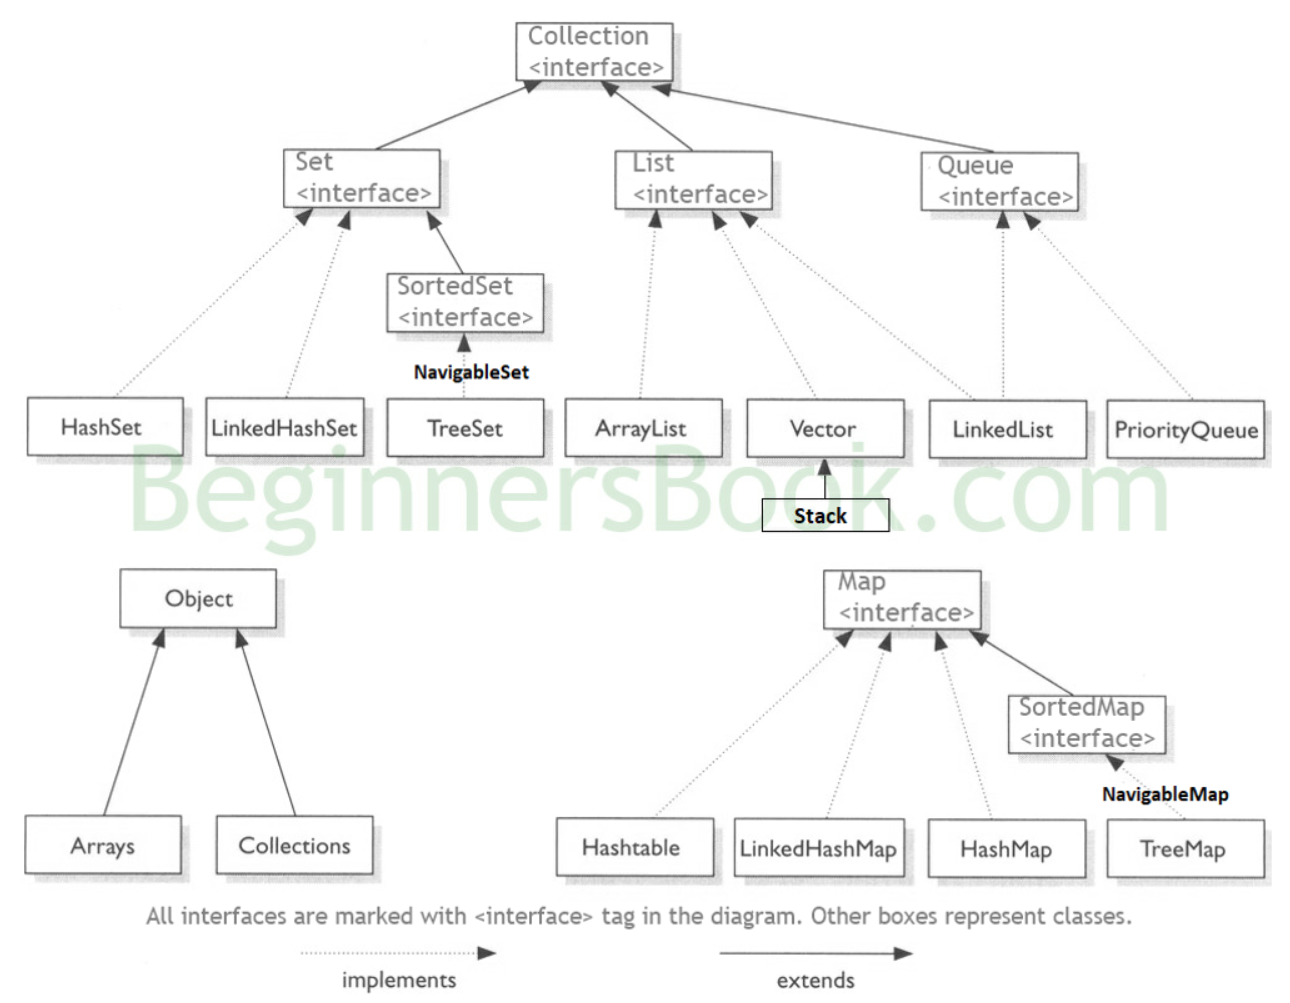 Collection
<interface>
Set
<interface>
List
<interface>
Queue
<interface>
SortedSet
<interface>
NavigableSet
HashSet
LinkedHashSet
TreeSet
ArrayList
Vector
LinkedList
PriorityQueue
BeginnersBook.com
Stack
Object
Map
<interface>
SortedMap
<interface>
NavigableMap
Arrays
Collections
Hashtable
LinkedHashMap
HashMap
TreeMap
All interfaces are marked with <interface> tag in the diagram. Other boxes represent classes.
implements
extends